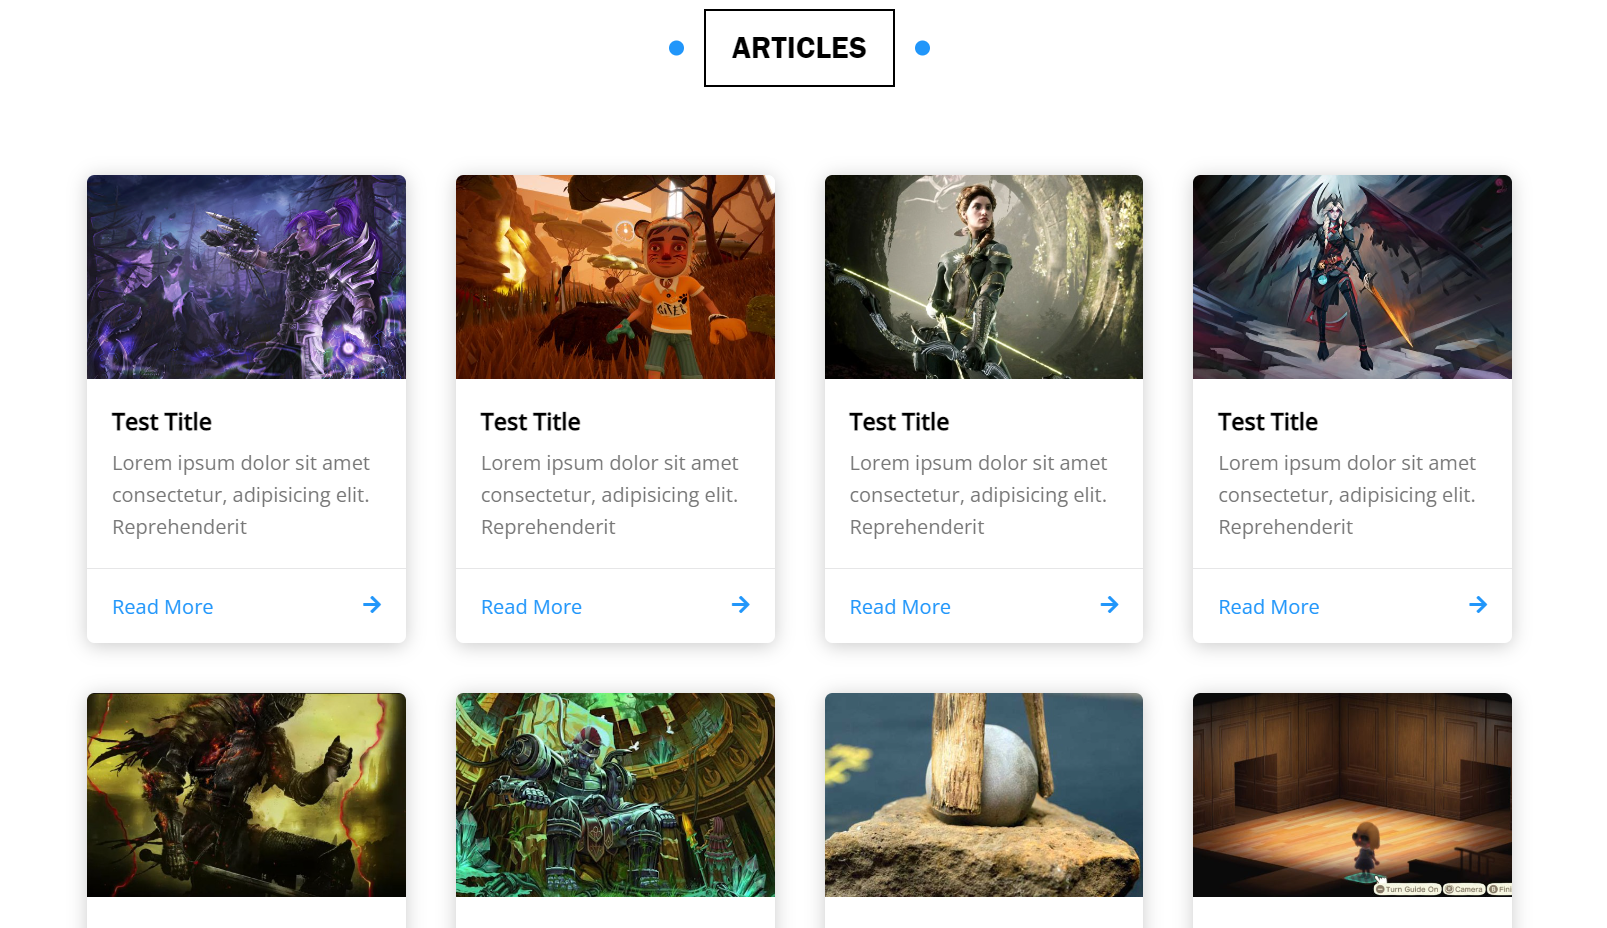 ARTICLES
Test Title
Lorem ipsum dolor sit amet
consectetur, adipisicing elit.
Reprehenderit
Read More
Test Title
Lorem ipsum dolor sit amet
consectetur, adipisicing elit.
Reprehenderit
Read More
Test Title
Lorem ipsum dolor sit amet
consectetur, adipisicing elit.
Reprehenderit
Read More
Test Title
Lorem ipsum dolor sit amet
consectetur, adipisicing elit.
Reprehenderit
Read More
Turn Guide On Camera